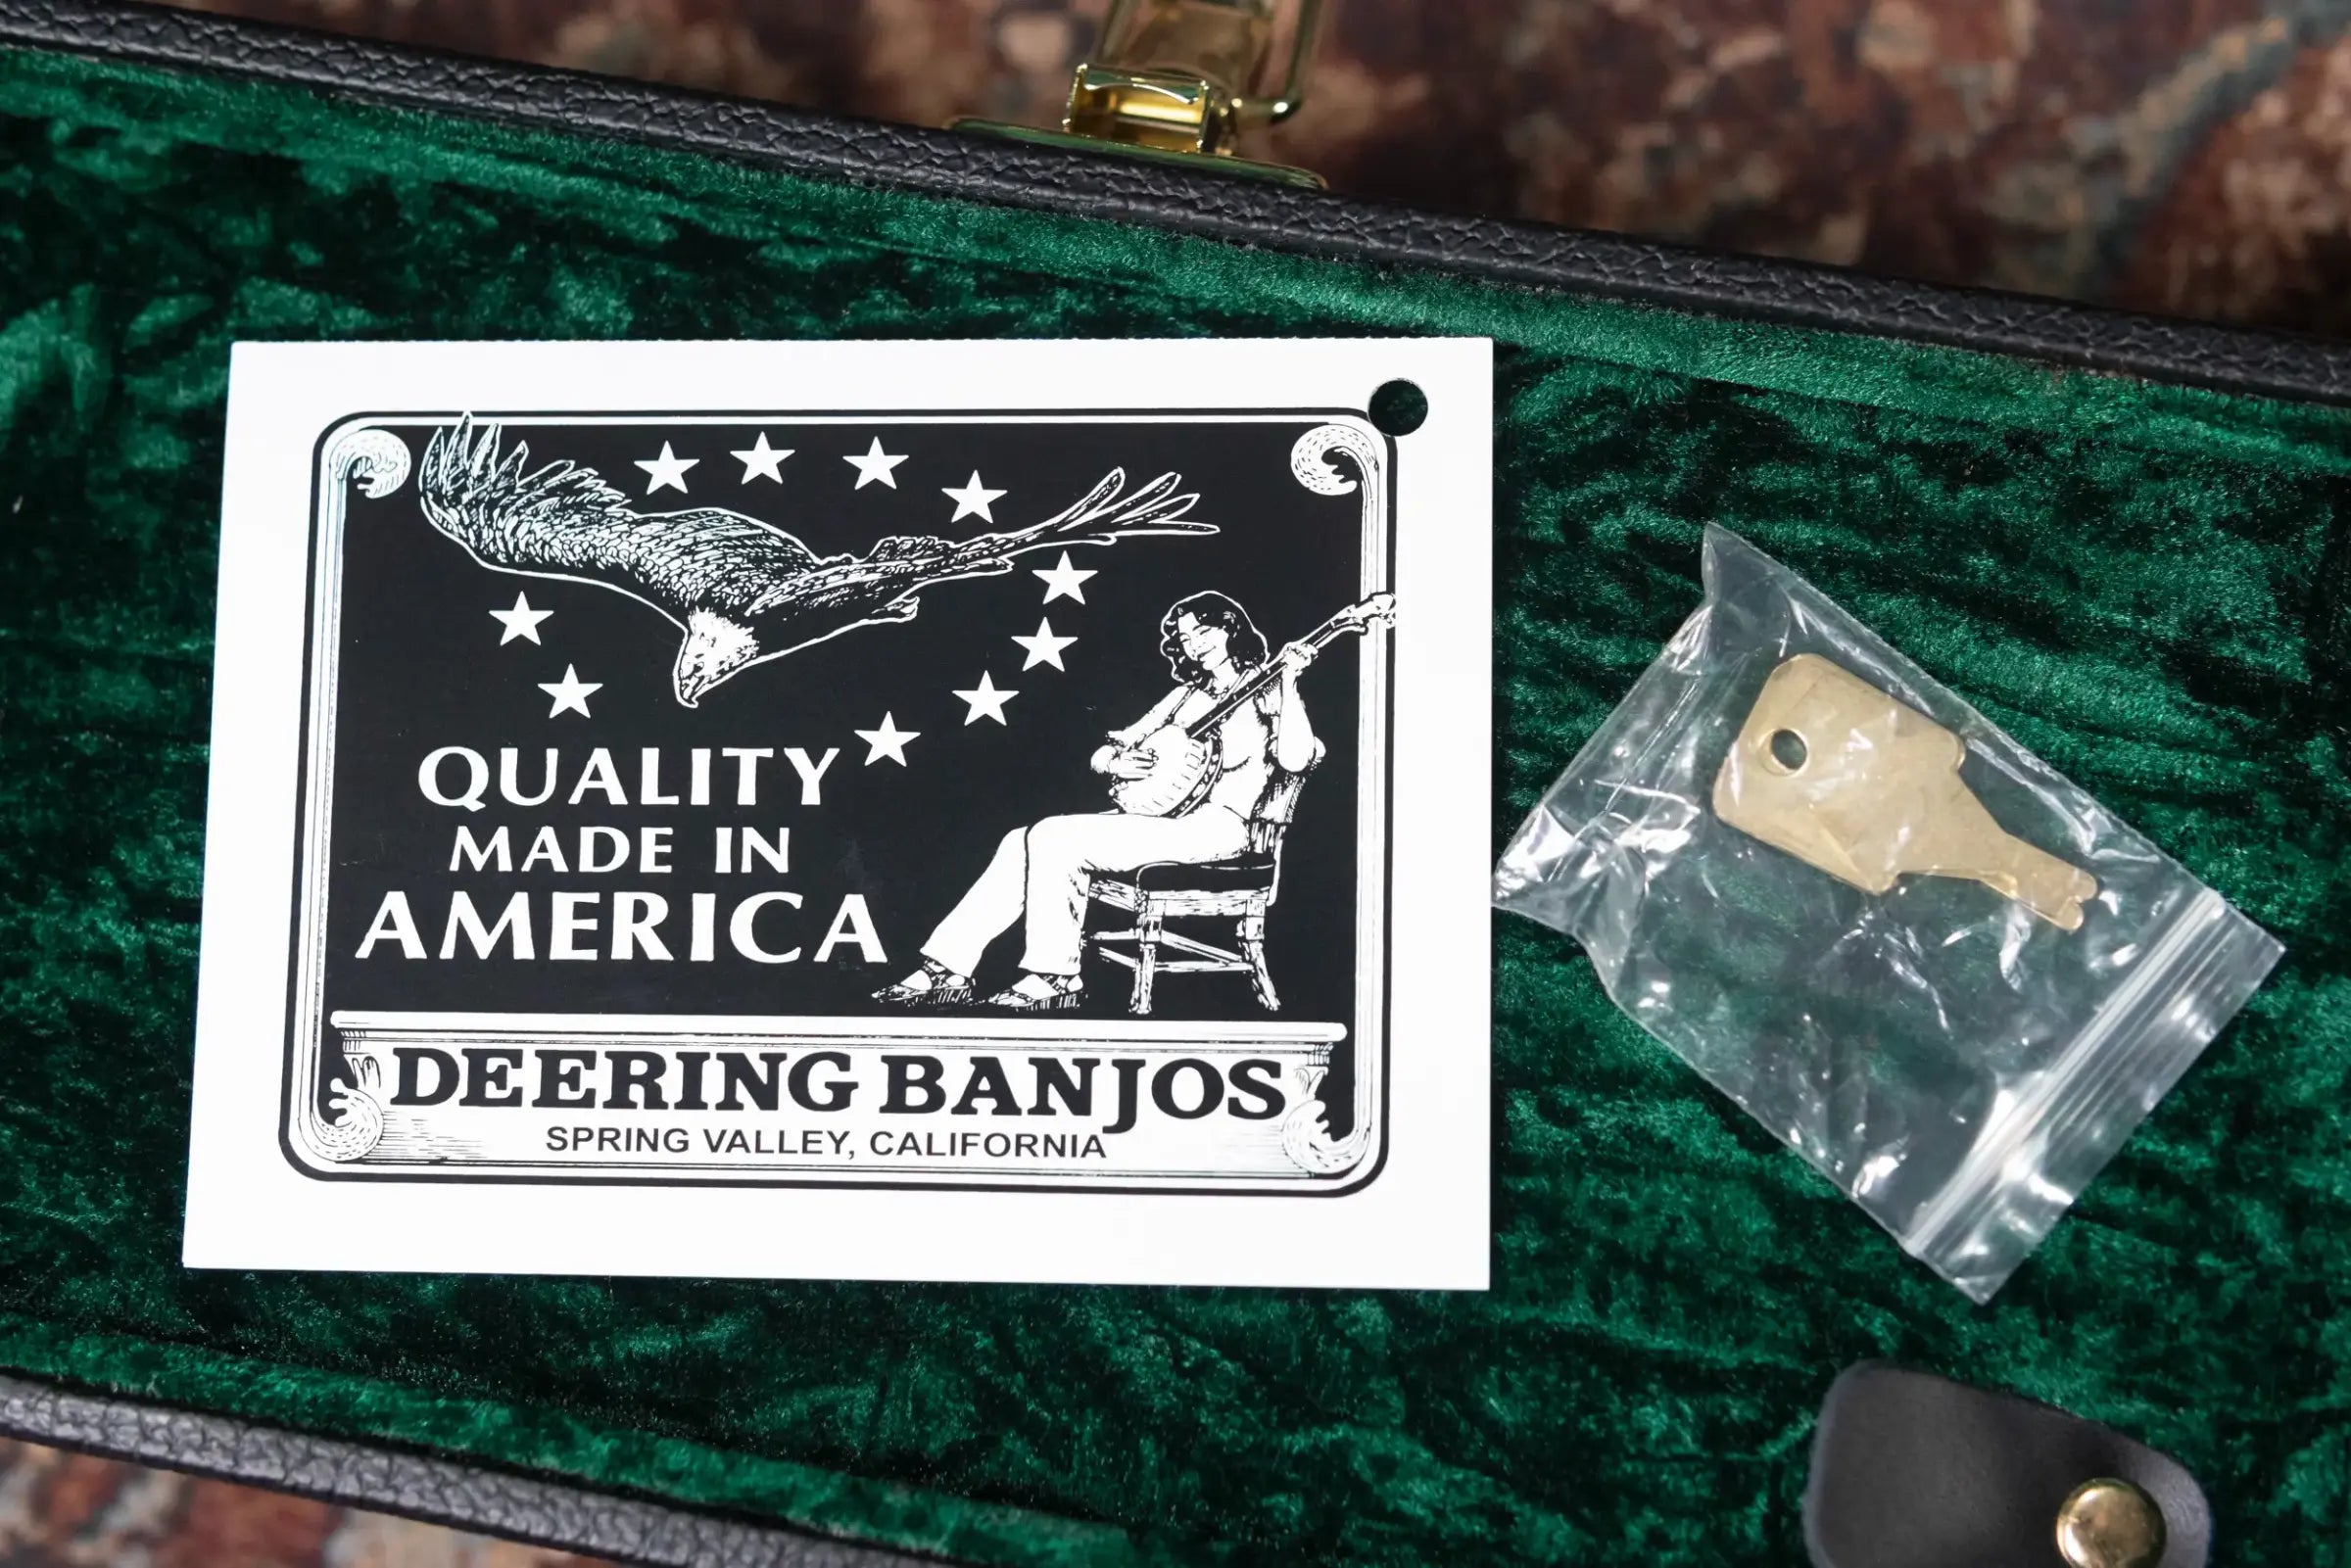 QUALITY
MADE IN
AMERICA
DEERING BANJOS
SPRING VALLEY, CALIFORNIA